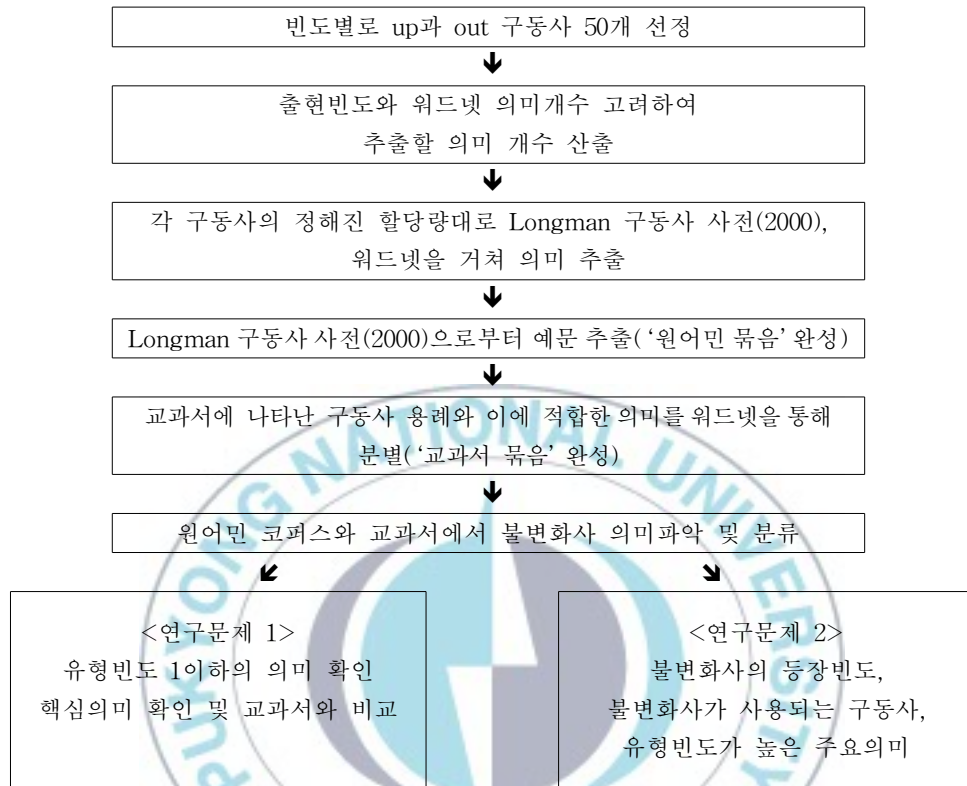 빈도별로 up과 out 구동사 50개 선정
출현빈도와 워드넷 의미개수 고려하여
추출할 의미 개수 산출
각 구동사의 정해진 할당량대로 Longman 구동사 사전(2000),
워드넷을 거쳐 의미 추출
Longman 구동사 사전(2000)으로부터 예문 추출( ‘원어민 묶음’ 완성)
교과서에 나타난 구동사 용례와 이에 적합한 의미를 워드넷을 통해
분별( ‘교과서 묶음’ 완성)
원어민 코퍼스와 교과서에서 불변화사 의미파악 및 분류
<연구문제 1>
유형빈도 1이하의 의미 확인
핵심의미 확인 및 교과서와 비교
<연구문제 2>
불변화사의 등장빈도,
불변화사가 사용되는 구동사,
유형빈도가 높은 주요의미
PUKYONG NATIONAL UNIVERSITY